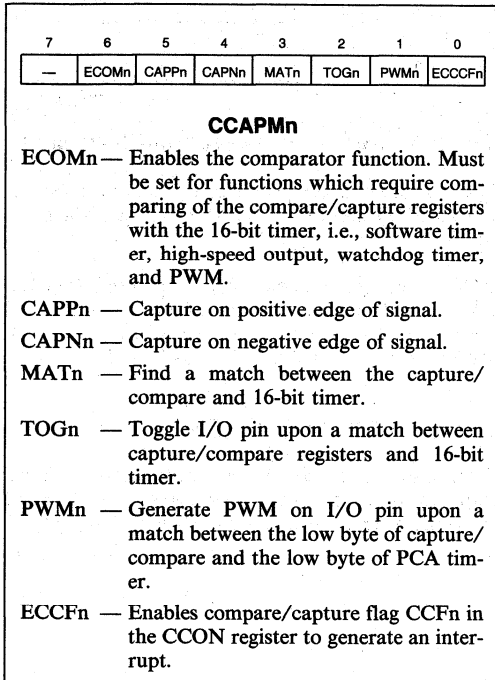 7 6 5 4 3 2 1 0
— ECOMn CAPPn CAPNn MATn TOGn PWMn ECCCFn
CCAPMn
ECOMn — Enables the comparator function. Must
be set for functions which require com-
paring of the compare/capture registers
with the 16-bit timer, i.e., software tim-
er, high-speed output, watchdog timer,
and PWM.
CAPPn — Capture on positive edge of signal.
CAPNn — Capture on negative edge of signal.
MATn — Find a match between the capture/
compare and 16-bit timer.
TOGn — Toggle I/O pin upon a match between
capture/compare registers and 16-bit
timer.
PWMn — Generate PWM on I/O pin upon a
match between the low byte of capture/
compare and the low byte of PCA tim-
er.
ECCFn — Enables compare/capture flag CCFn in
the CCON register to generate an inter-
rupt.